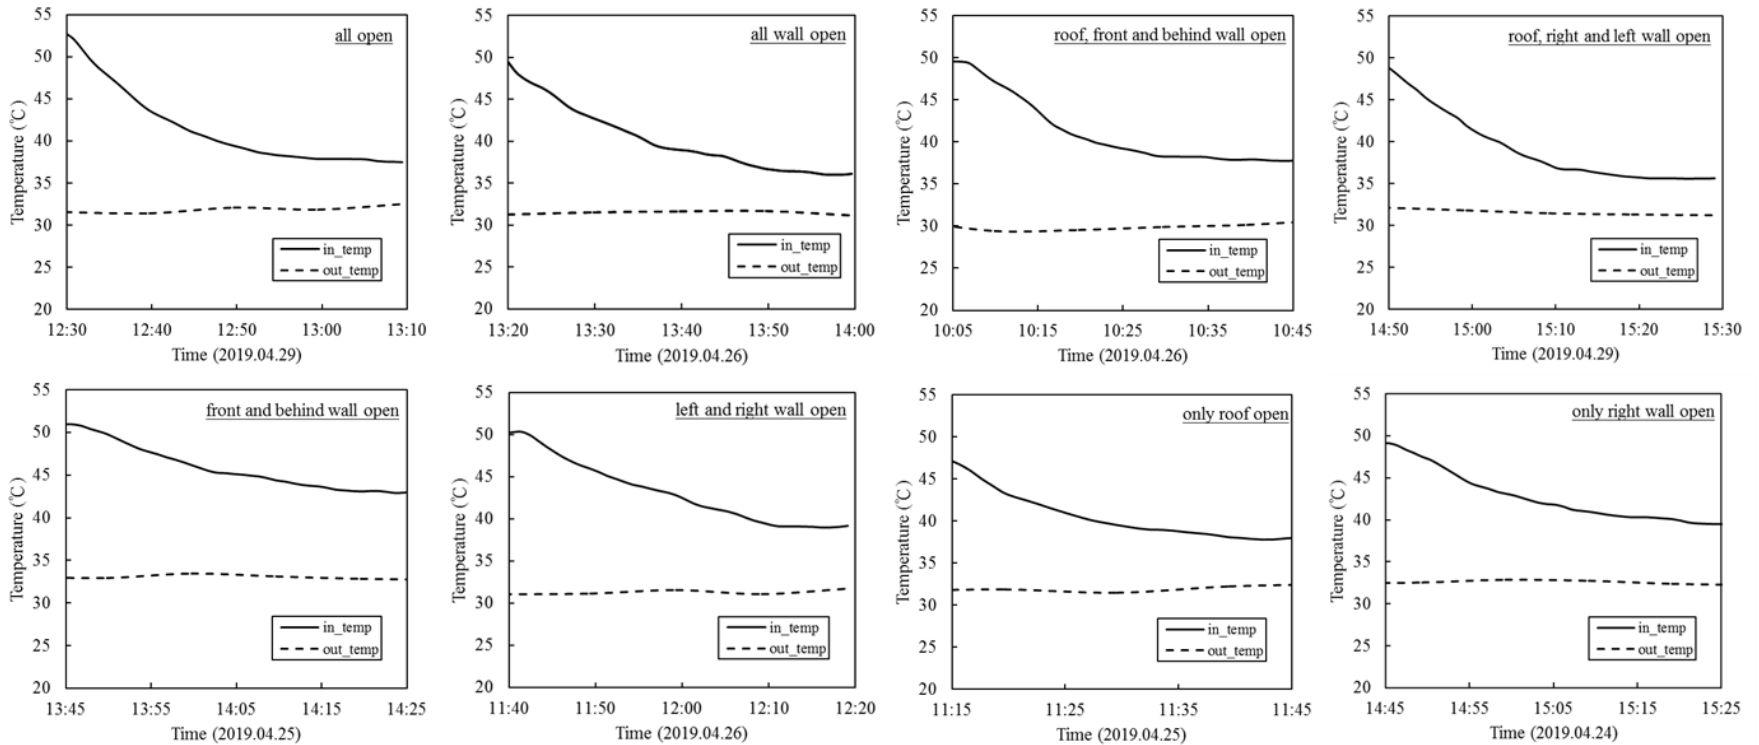 all open
Temperature (℃)
55
50
45
40
35
30
25
20
in_temp
out_temp
12:30 12:40 12:50 13:00 13:10
Time (2019.04.29)
all wall open
Temperature (℃)
55
50
45
40
35
30
25
20
in_temp
out_temp
13:20 13:30 13:40 13:50 14:00
Time (2019.04.26)
roof, front and behind wall open
Temperature (℃)
55
50
45
40
35
30
25
20
in_temp
out_temp
10:05 10:15 10:25 10:35 10:45
Time (2019.04.26)
roof, right and left wall open
Temperature (℃)
55
50
45
40
35
30
25
20
in_temp
out_temp
14:50 15:00 15:10 15:20 15:30
Time (2019.04.29)
front and behind wall open
Temperature (℃)
55
50
45
40
35
30
25
20
in_temp
out_temp
13:45 13:55 14:05 14:15 14:25
Time (2019.04.25)
left and right wall open
Temperature (℃)
55
50
45
40
35
30
25
20
in_temp
out_temp
11:40 11:50 12:00 12:10 12:20
Time (2019.04.26)
only roof open
Temperature (℃)
55
50
45
40
35
30
25
20
in_temp
out_temp
11:15 11:25 11:35 11:45
Time (2019.04.25)
only right wall open
Temperature (℃)
55
50
45
40
35
30
25
20
in_temp
out_temp
14:45 14:55 15:05 15:15 15:25
Time (2019.04.24)